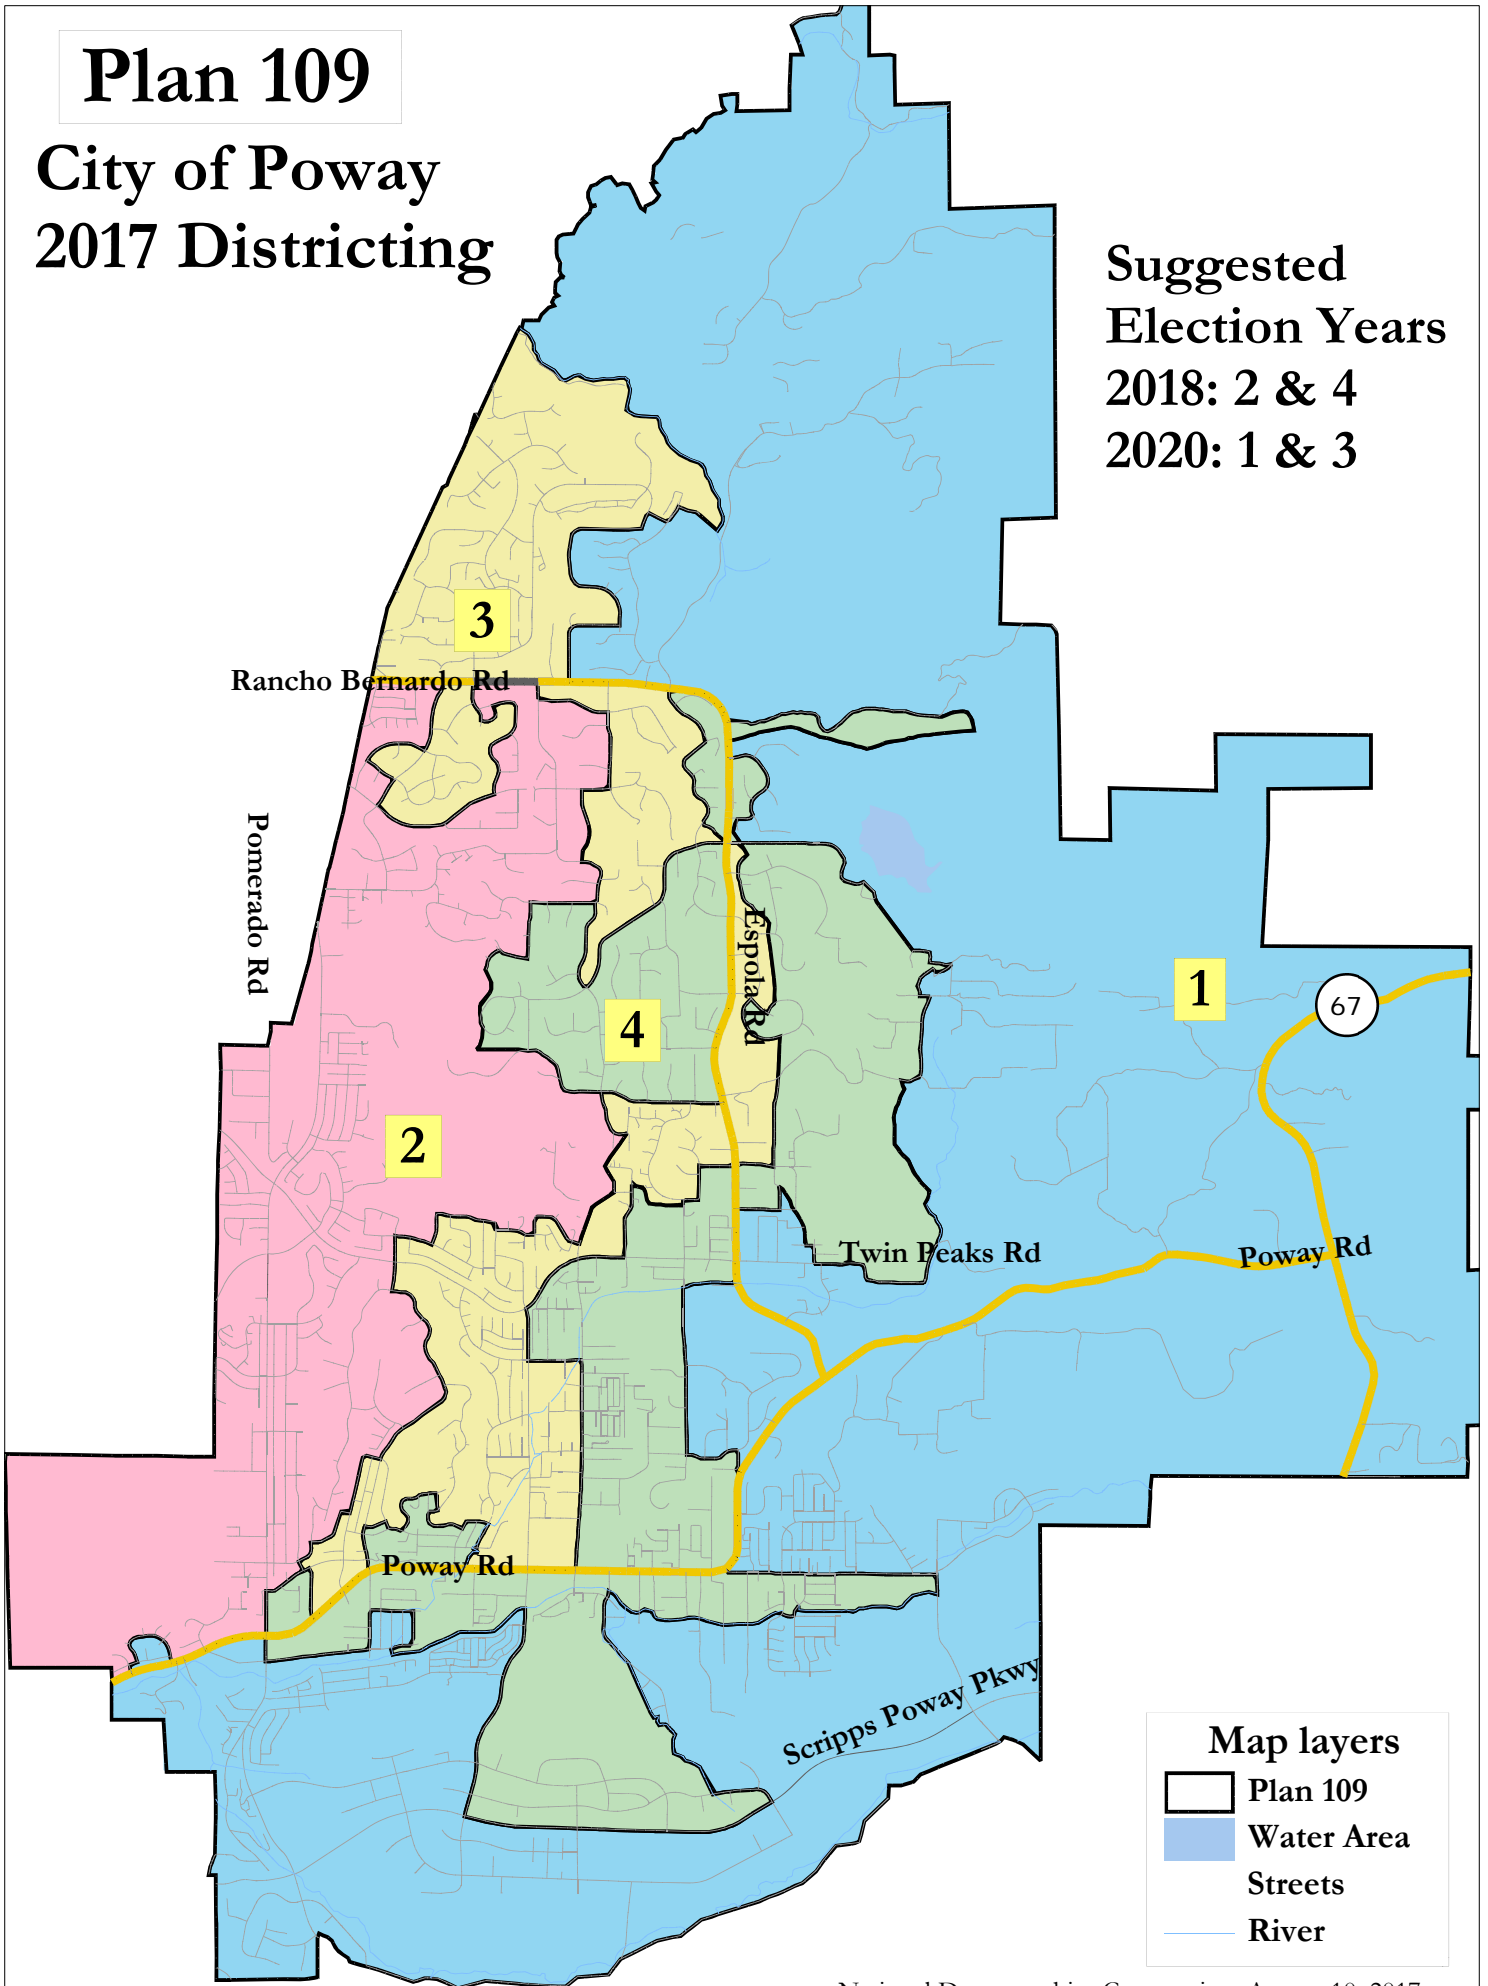 Plan 109
City of Poway
2017 Districting
Suggested
Election Years
2018: 2 & 4
2020: 1 & 3
3
Rancho Bernardo Rd
Pomerado Rd
Espola Rd
1
67
4
2
Twin Peaks Rd
Poway Rd
Poway Rd
Scripps Poway Pkwy
Map layers
Plan 109
Water Area
Streets
River